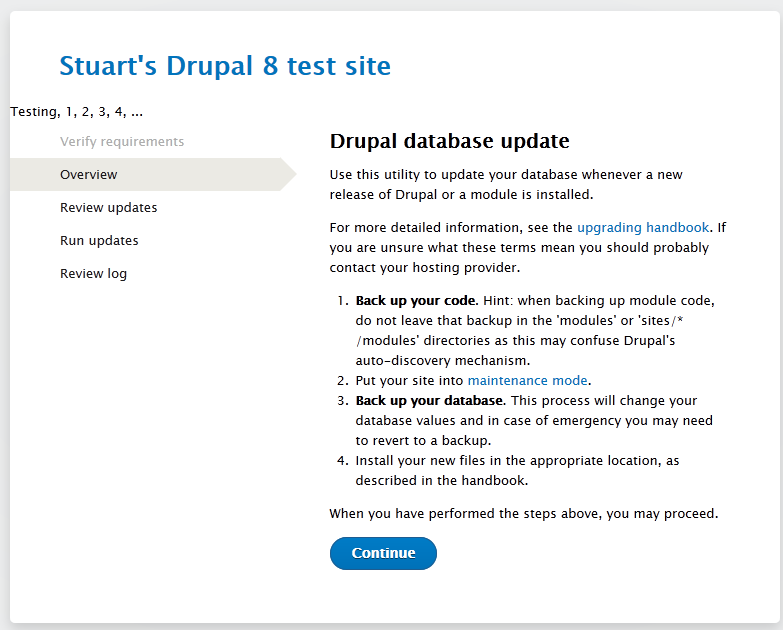 Stuart's Drupal 8 test site
Testing, 1, 2, 3, 4, ...
Verify requirements
Overview
Review updates
Run updates
Review log
Drupal database update
Use this utility to update your database whenever a new
release of Drupal or a module is installed.
For more detailed information, see the upgrading handbook. If
you are unsure what these terms mean you should probably
contact your hosting provider.
1. Back up your code. Hint: when backing up module code,
do not leave that backup in the 'modules' or 'sites/*
/modules' directories as this may confuse Drupal's
auto-discovery mechanism.
2. Put your site into maintenance mode.
3. Back up your database. This process will change your
database values and in case of emergency you may need
to revert to a backup.
4. Install your new files in the appropriate location, as
described in the handbook.
When you have performed the steps above, you may proceed.
Continue